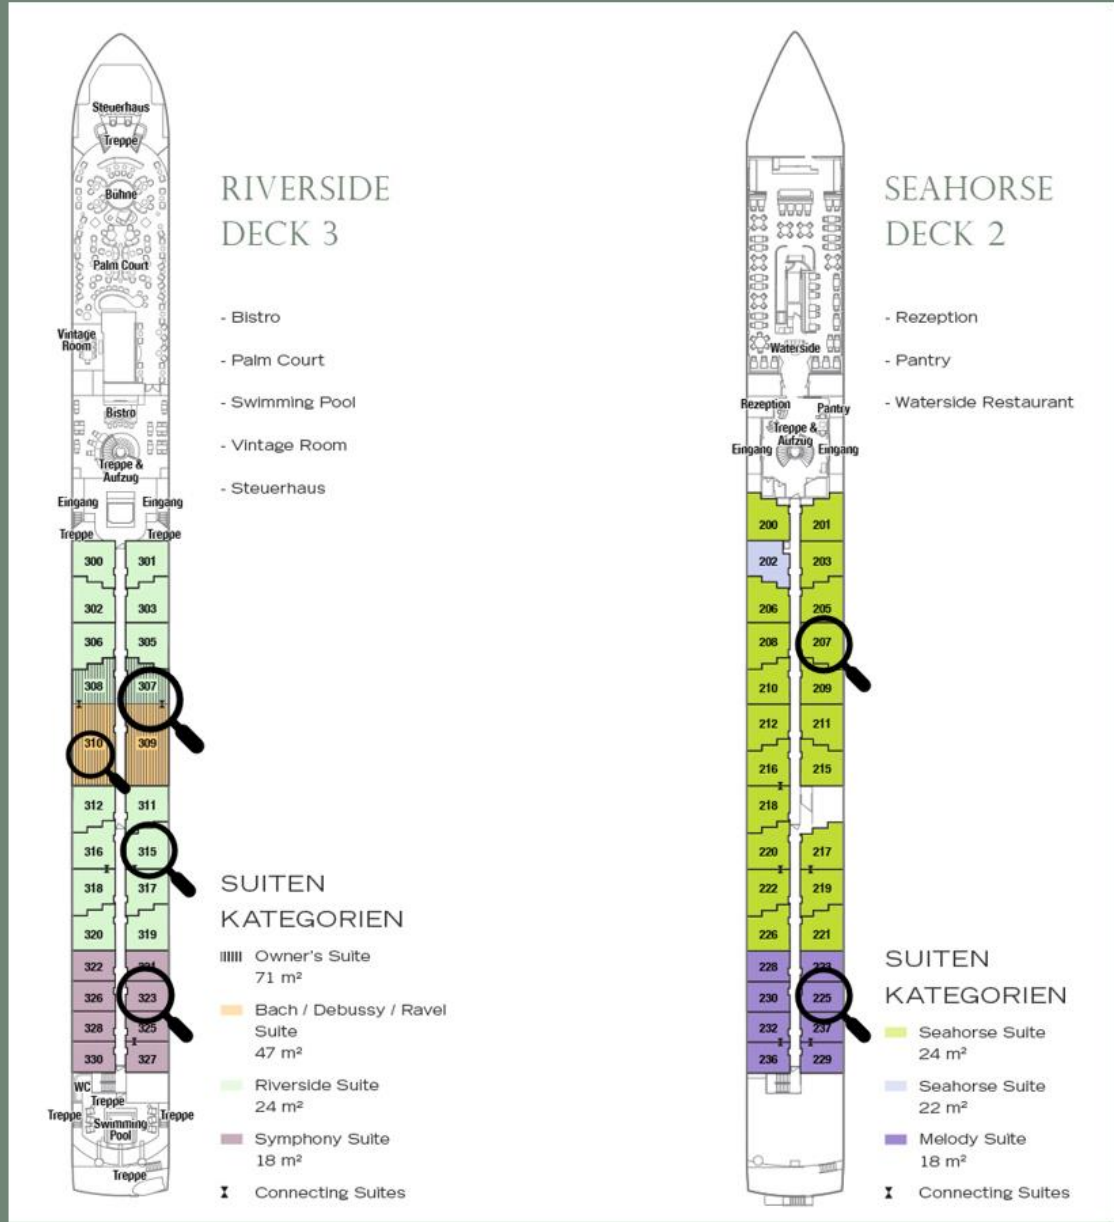 Steuerhaus
Treppe
Bühne
Palm Court
Vintage
Room
Bistro
Treppe &
Aufzug
Eingang Eingang
Treppe Treppe
300 301
302 303
306 305
308 307
310 309
312 311
316 315
318 317
320 319
322
326 323
328 325
330 327
WC
Treppe
Treppe Treppe
Swimming
Pool
Treppe
RIVERSIDE
DECK 3
- Bistro
- Palm Court
- Swimming Pool
- Vintage Room
- Steuerhaus
SUITEN
KATEGORIEN
Owner's Suite
71 m²
Bach / Debussy / Ravel
Suite
47 m²
Riverside Suite
24 m²
Symphony Suite
18 m²
Connecting Suites
Waterside
Rezeption Pantry
Treppe &
Aufzug
Eingang Eingang
200 201
202 203
206 205
208 207
210 209
212 211
216 215
218
220 217
222 219
226 221
228 223
230 225
232 237
236 229
SEAHORSE
DECK 2
- Rezeption
- Pantry
- Waterside Restaurant
SUITEN
KATEGORIEN
Seahorse Suite
24 m²
Seahorse Suite
22 m²
Melody Suite
18 m²
Connecting Suites